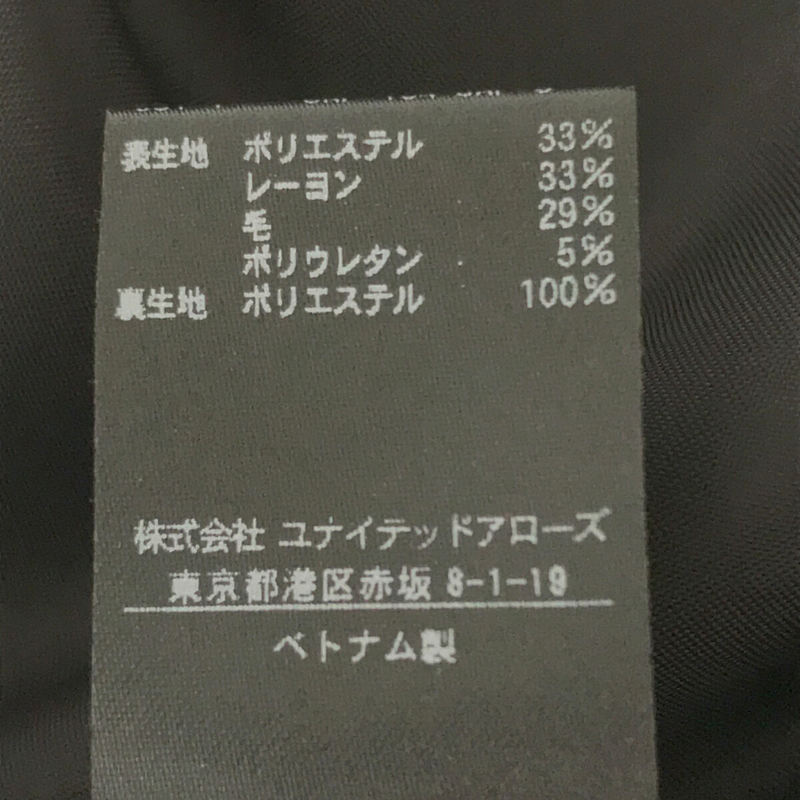 表生地 ポリエステル 33%
レーヨン 33%
毛 29%
ポリウレタン 5%
裏生地 ポリエステル 100%
株式会社 ユナイテッドアローズ
東京都港区赤坂 8-1-19
ベトナム製